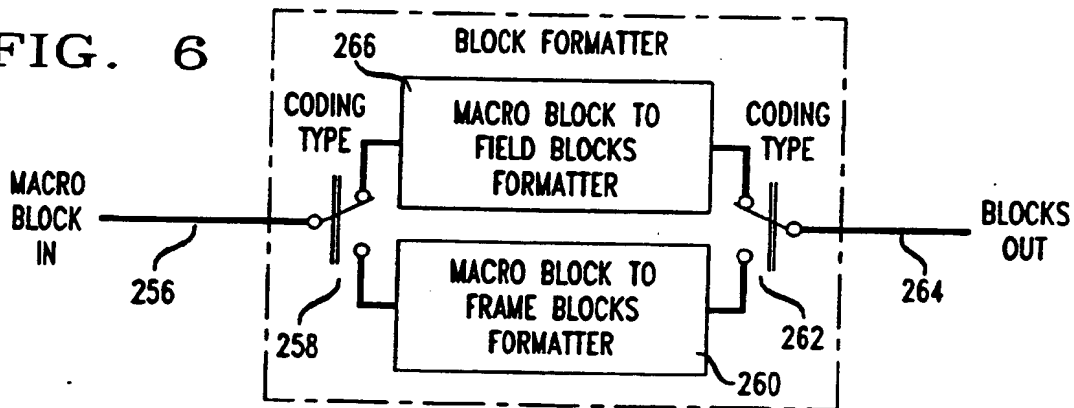 FIG. 6
BLOCK FORMATTER
266
CODING
TYPE
MACRO BLOCK TO
FIELD BLOCKS
FORMATTER
CODING
TYPE
MACRO
BLOCK
IN
256
258
MACRO BLOCK TO
FRAME BLOCKS
FORMATTER
260
262
264
BLOCKS
OUT